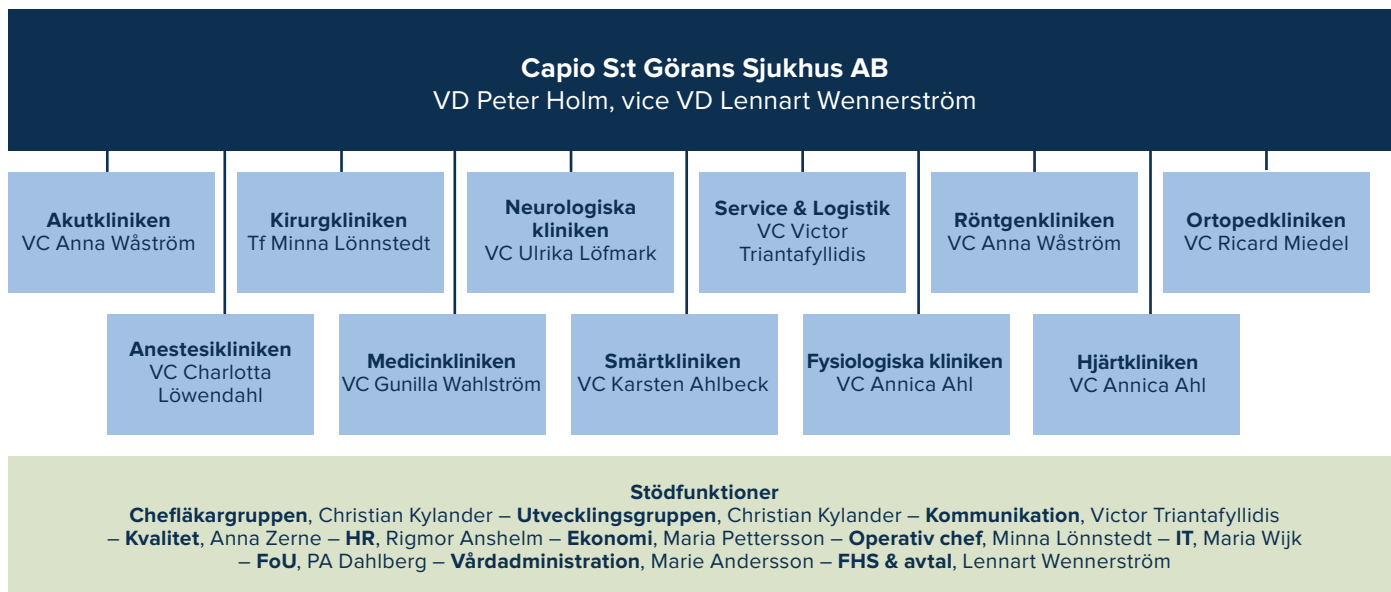 Capio S:t Görans Sjukhus AB
VD Peter Holm, vice VD Lennart Wennerström
Akutkliniken
VC Anna Wåström
Kirurgkliniken
Tf Minna Lönnstedt
Neurologiska
kliniken
VC Ulrika Löfmark
Service & Logistik
VC Victor
Triantafyllidis
Röntgenkliniken
VC Anna Wåström
Ortopedkliniken
VC Ricard Miedel
Anestesikliniken
VC Charlotta
Löwendahl
Medicinkliniken
VC Gunilla Wahlström
Smärtkliniken
VC Karsten Ahlbeck
Fysiologiska kliniken
VC Annica Ahl
Hjärtkliniken
VC Annica Ahl
Stödfunktioner
Chefläkargruppen, Christian Kylander – Utvecklingsgruppen, Christian Kylander – Kommunikation, Victor Triantafyllidis
– Kvalitet, Anna Zerne – HR, Rigmor Anshelm – Ekonomi, Maria Pettersson – Operativ chef, Minna Lönnstedt – IT, Maria Wijk
– FoU, PA Dahlberg – Vårdadministration, Marie Andersson – FHS & avtal, Lennart Wennerström